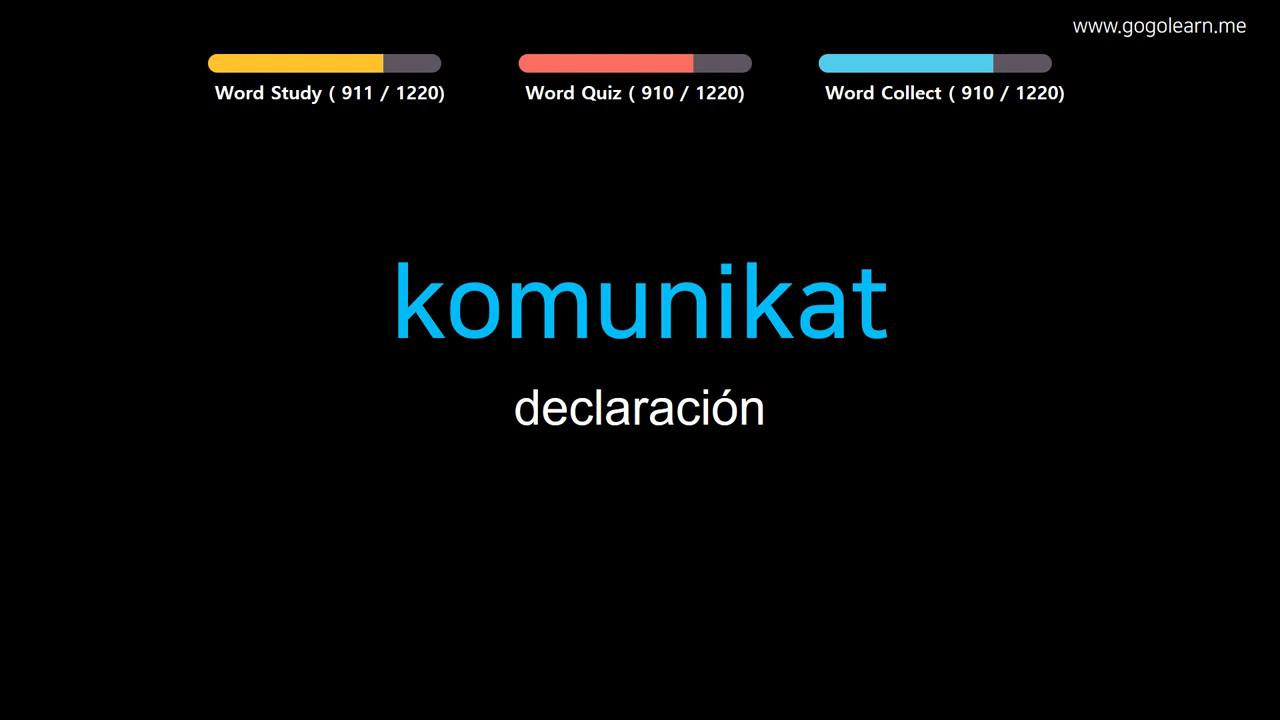 www.gogolearn.me
Word Study ( 911 / 1220)
Word Quiz ( 910 / 1220)
Word Collect ( 910 / 1220)
komunikat
declaración